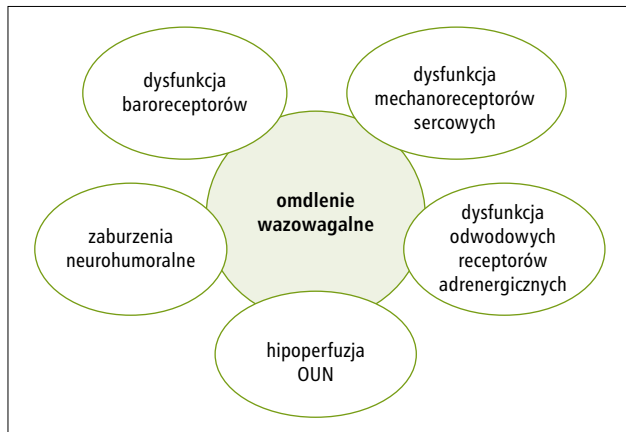 dysfunkcja
baroreceptorów
dysfunkcja
mechanoreceptorów
sercowych
omdlenie
wazowagalne
zaburzenia
neurohumoralne
dysfunkcja
odwodowych
receptorów
adrenergicznych
hipoperfuzja
OUN